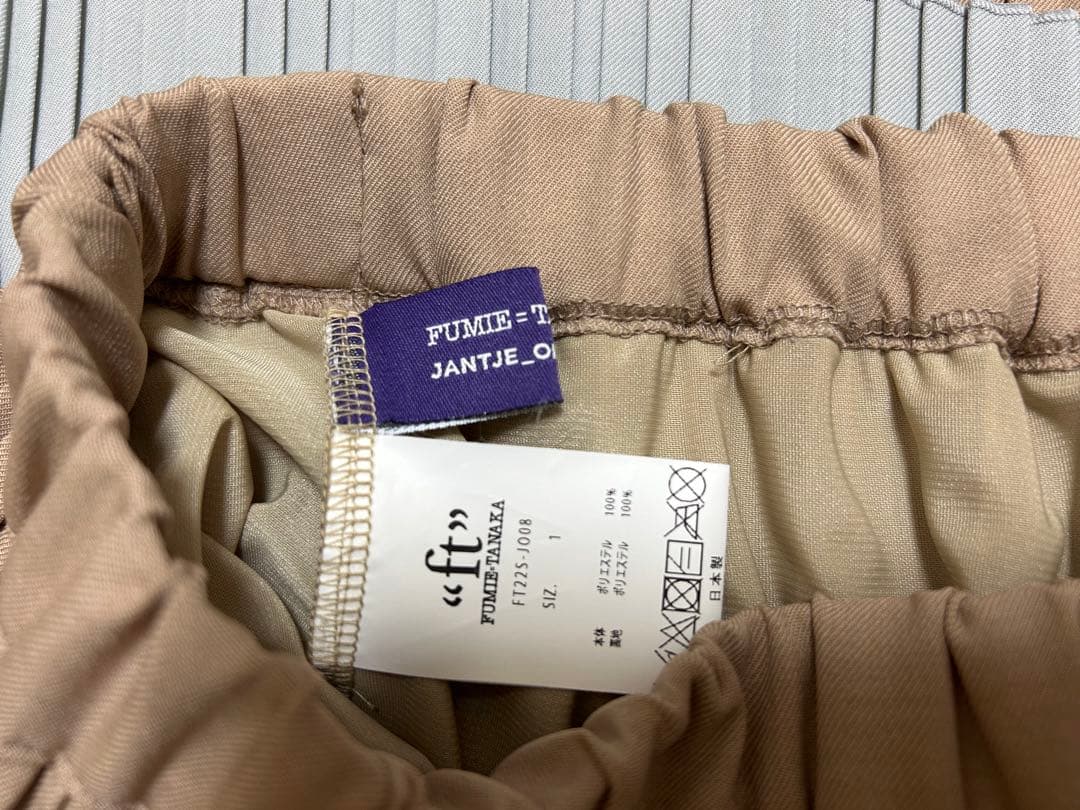 FUMIE=T
JANTJE_O
“ft”
FUMIE=TANAKA
FT22S-J008
SIZ. 1
本体 ポリエステル 100%
裏地 ポリエステル 100%
日本製